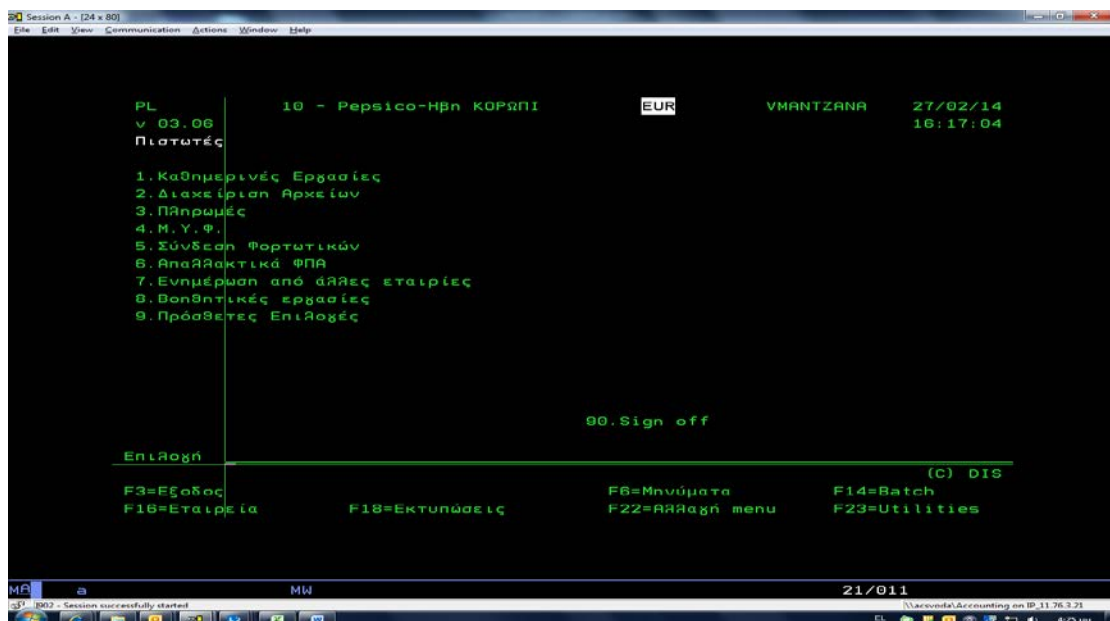 Session A - [24 x 80]
File Edit View Communication Actions Window Help
PL 10 - Pepsico-Ηβη ΚΟΡΩΠΙ EUR VMANTZANA 27/02/14
v 03.06 16:17:04
Πιστωτές
1.Καθημερινές Εργασίες
2.Διαχείριση Αρχείων
3.Πληρωμές
4.Μ.Υ.Φ.
5.Σύνδεση Φορτωτικών
6.Απαλλακτικά ΦΠΑ
7.Ενημέρωση από άλλες εταιρίες
8.Βοηθητικές εργασίες
9.Πρόσθετες Επιλογές
90.Sign off
Επιλογή
(C) DIS
F3=Εξοδος F6=Μηνύματα F14=Batch
F16=Εταιρεία F18=Εκτυπώσεις F22=Αλλαγή menu F23=Utilities
MA a MW 21/011
I902 - Session successfully started \\acsvoda\Accounting on IP_11.76.3.21
EL